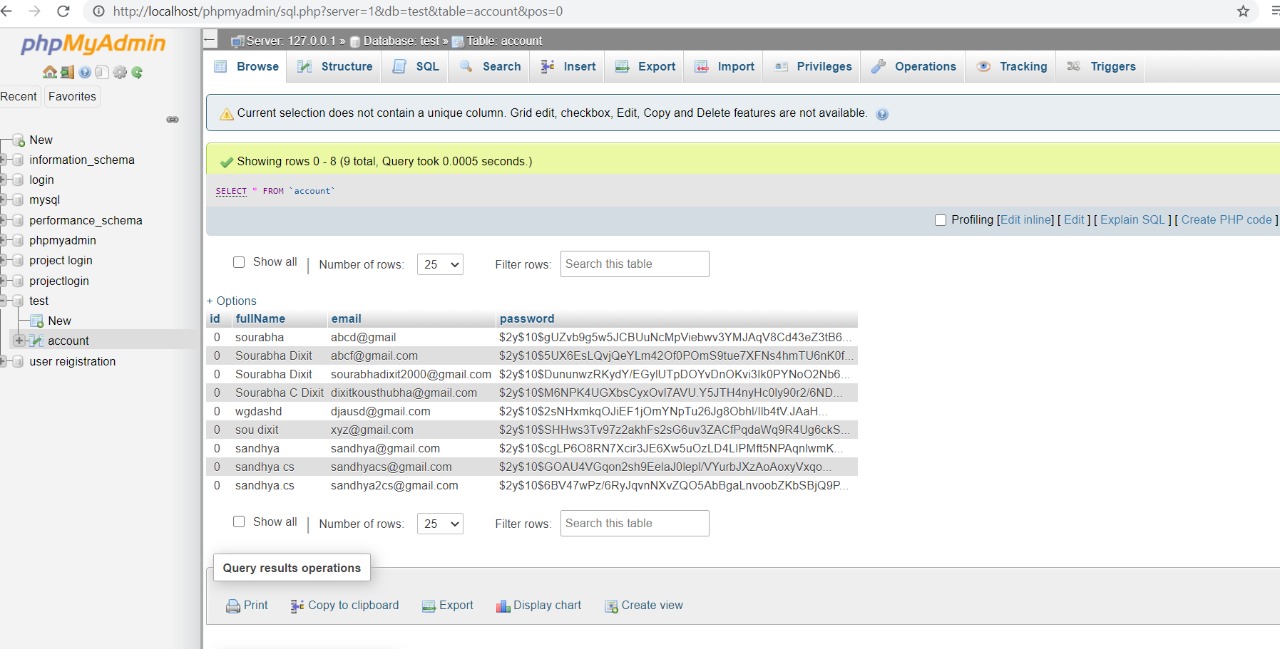 http://localhost/phpmyadmin/sql.php?server=1&db=test&table=account&pos=0
phpMyAdmin
Recent Favorites
New
information_schema
login
mysql
performance_schema
phpmyadmin
project login
projectlogin
test
New
account
user reigistration
Server: 127.0.0.1 » Database: test » Table: account
Browse Structure SQL Search Insert Export Import Privileges Operations Tracking Triggers
Current selection does not contain a unique column. Grid edit, checkbox, Edit, Copy and Delete features are not available.
Showing rows 0 - 8 (9 total, Query took 0.0005 seconds.)
SELECT * FROM `account`
Profiling [Edit inline] [ Edit ] [ Explain SQL ] [ Create PHP code ]
Show all | Number of rows: 25 Filter rows: Search this table
+ Options
id fullName email password
0 sourabha abcd@gmail $2y$10$gUZvb9g5w5JCBUuNcMpViebwv3YMJAqV8Cd43eZ3tB6...
0 Sourabha Dixit abcf@gmail.com $2y$10$5UX6EsLQvjQeYLm42Of0POmS9tue7XFNs4hmTU6nK0f...
0 Sourabha Dixit sourabhadixit2000@gmail.com $2y$10$DununwzRKydY/EGylUTpDOYvDnOKvi3lk0PYNoO2Nb6...
0 Sourabha C Dixit dixitkousthubha@gmail.com $2y$10$M6NPK4UGXbsCyxOvl7AVU.Y5JTH4nyHc0ly90r2/6ND...
0 wgdashd djausd@gmail.com $2y$10$2sNHxmkqOJiEF1jOmYNpTu26Jg8Obhl/llb4fV.JAaH...
0 sou dixit xyz@gmail.com $2y$10$SHHws3Tv97z2akhFs2sG6uv3ZACfPqdaWq9R4Ug6ckS...
0 sandhya sandhya@gmail.com $2y$10$cgLP6O8RN7Xcir3JE6Xw5uOzLD4LlPMft5NPAqnlwmK...
0 sandhya cs sandhyacs@gmail.com $2y$10$GOAU4VGqon2sh9EelaJ0lepl/VYurbJXzAoAoxyVxqo...
0 sandhya.cs sandhya2cs@gmail.com $2y$10$6BV47wPz/6RyJqvnNXvZQO5AbBgaLnvoobZKbSBjQ9P...
Show all | Number of rows: 25 Filter rows: Search this table
Query results operations
Print Copy to clipboard Export Display chart Create view